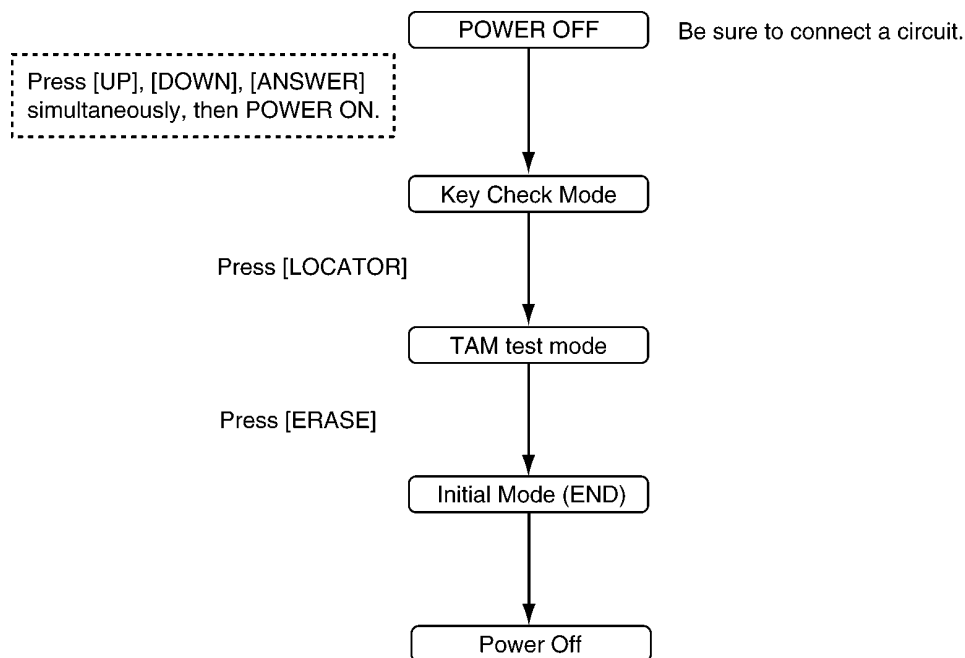 POWER OFF
Be sure to connect a circuit.
Press [UP], [DOWN], [ANSWER]
simultaneously, then POWER ON.
Key Check Mode
Press [LOCATOR]
TAM test mode
Press [ERASE]
Initial Mode (END)
Power Off